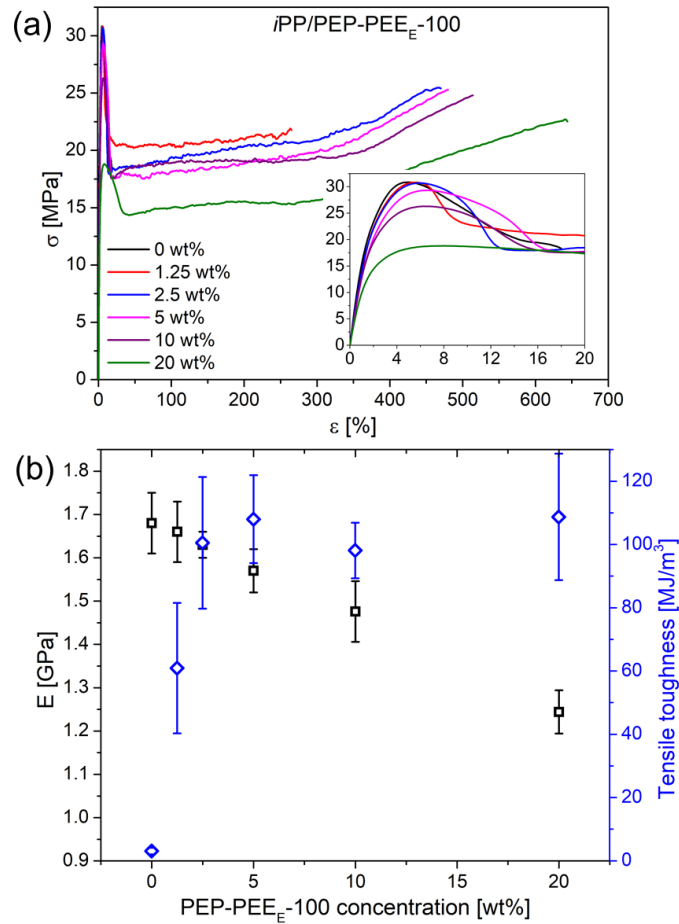 (a)
iPP/PEP-PEE_E-100
σ [MPa]
30
25
20
15
10
5
0
0 wt%
1.25 wt%
2.5 wt%
5 wt%
10 wt%
20 wt%
30
25
20
15
10
5
0
0 4 8 12 16 20
0 100 200 300 400 500 600 700
ε [%]
(b)
E [GPa]
1.8
1.7
1.6
1.5
1.4
1.3
1.2
1.1
1.0
0.9
120
100
80
60
40
20
0
Tensile toughness [MJ/m³]
0 5 10 15 20
PEP-PEE_E-100 concentration [wt%]